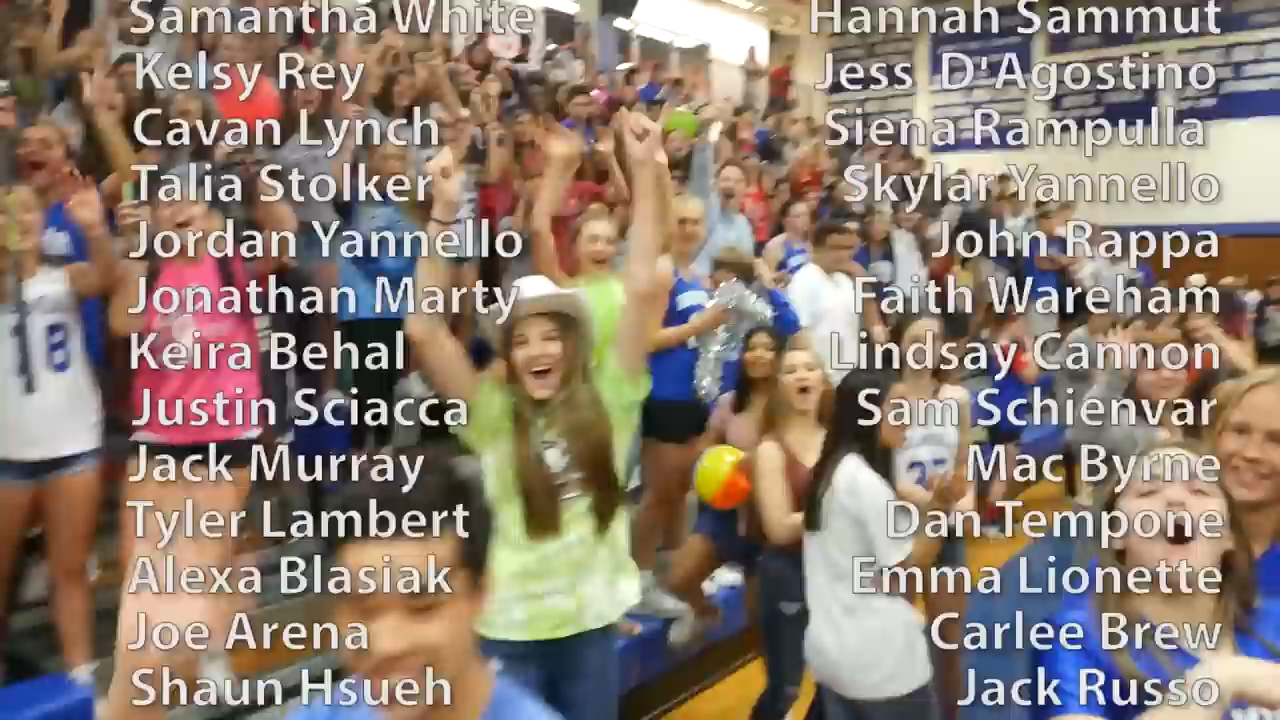 Samantha White
Kelsy Rey
Cavan Lynch
Talia Stolker
Jordan Yannello
Jonathan Marty
Keira Behal
Justin Sciacca
Jack Murray
Tyler Lambert
Alexa Blasiak
Joe Arena
Shaun Hsueh
Hannah Sammut
Jess D'Agostino
Siena Rampulla
Skylar Yannello
John Rappa
Faith Wareham
Lindsay Cannon
Sam Schienvar
Mac Byrne
Dan Tempone
Emma Lionette
Carlee Brew
Jack Russo
18